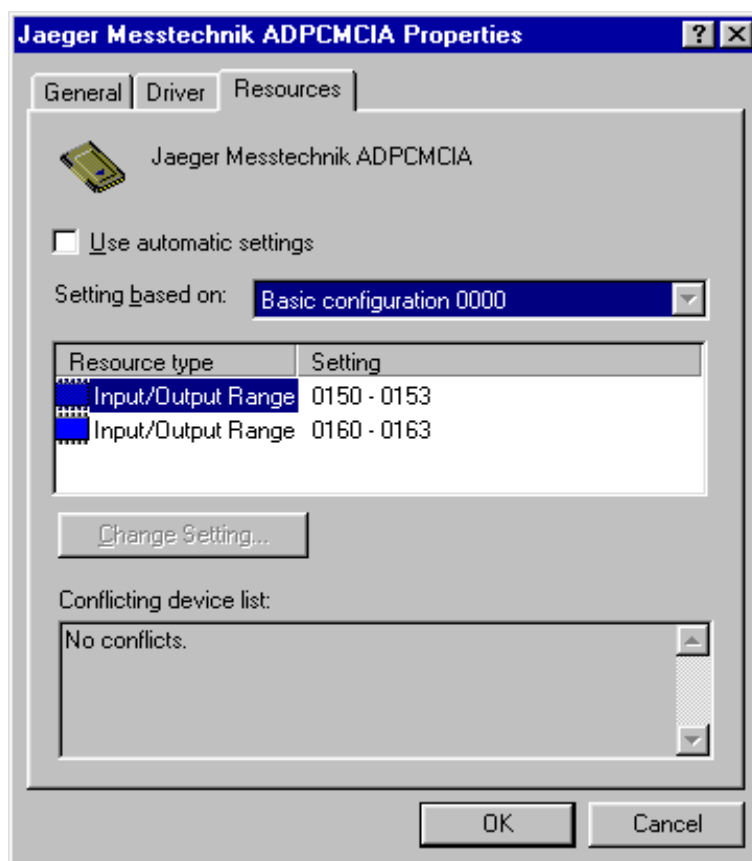 Jaeger Messtechnik ADPCMCIA Properties
General Driver Resources
Jaeger Messtechnik ADPCMCIA
Use automatic settings
Setting based on: Basic configuration 0000
Resource type Setting
Input/Output Range 0150 - 0153
Input/Output Range 0160 - 0163
Change Setting...
Conflicting device list:
No conflicts.
OK Cancel